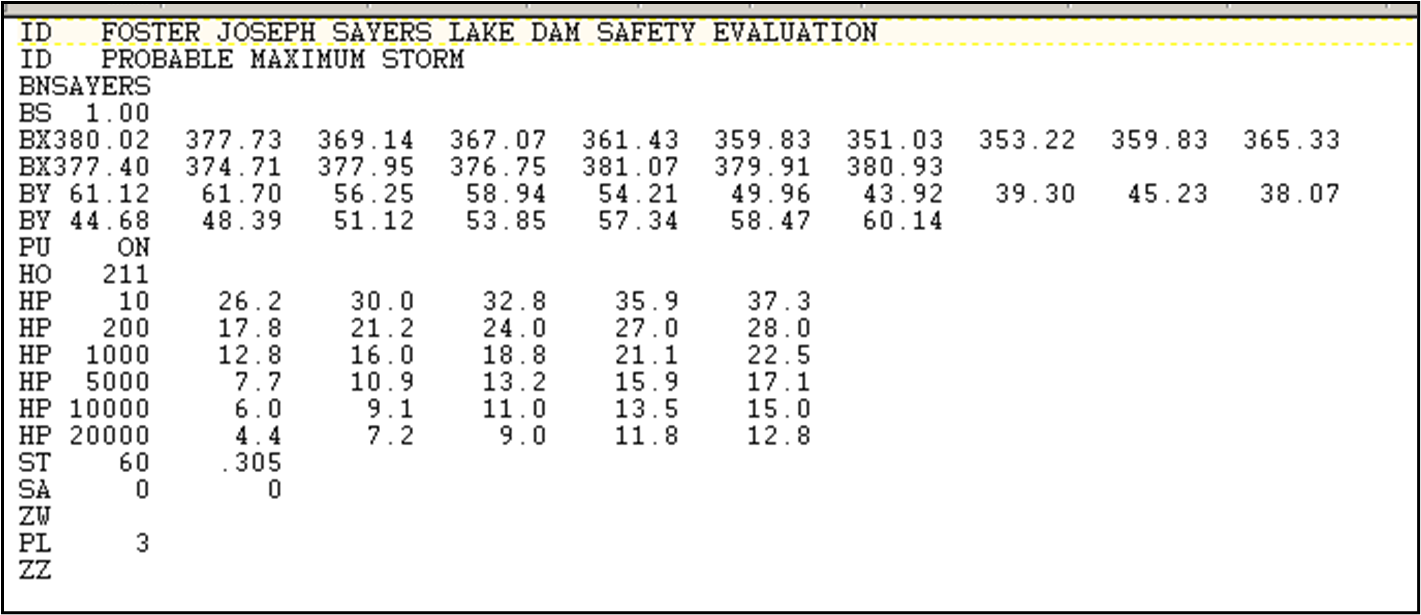 ID   FOSTER JOSEPH SAYERS LAKE DAM SAFETY EVALUATION
ID   PROBABLE MAXIMUM STORM
BNSAYERS
BS  1.00
BX380.02  377.73  369.14  367.07  361.43  359.83  351.03  353.22  359.83  365.33
BX377.40  374.71  377.95  376.75  381.07  379.91  380.93
BY 61.12   61.70   56.25   58.94   54.21   49.96   43.92   39.30   45.23   38.07
BY 44.68   48.39   51.12   53.85   57.34   58.47   60.14
PU    ON
HO   211
HP    10    26.2    30.0    32.8    35.9    37.3
HP   200    17.8    21.2    24.0    27.0    28.0
HP  1000    12.8    16.0    18.8    21.1    22.5
HP  5000     7.7    10.9    13.2    15.9    17.1
HP 10000     6.0     9.1    11.0    13.5    15.0
HP 20000     4.4     7.2     9.0    11.8    12.8
ST    60    .305
SA     0       0
ZW
PL     3
ZZ